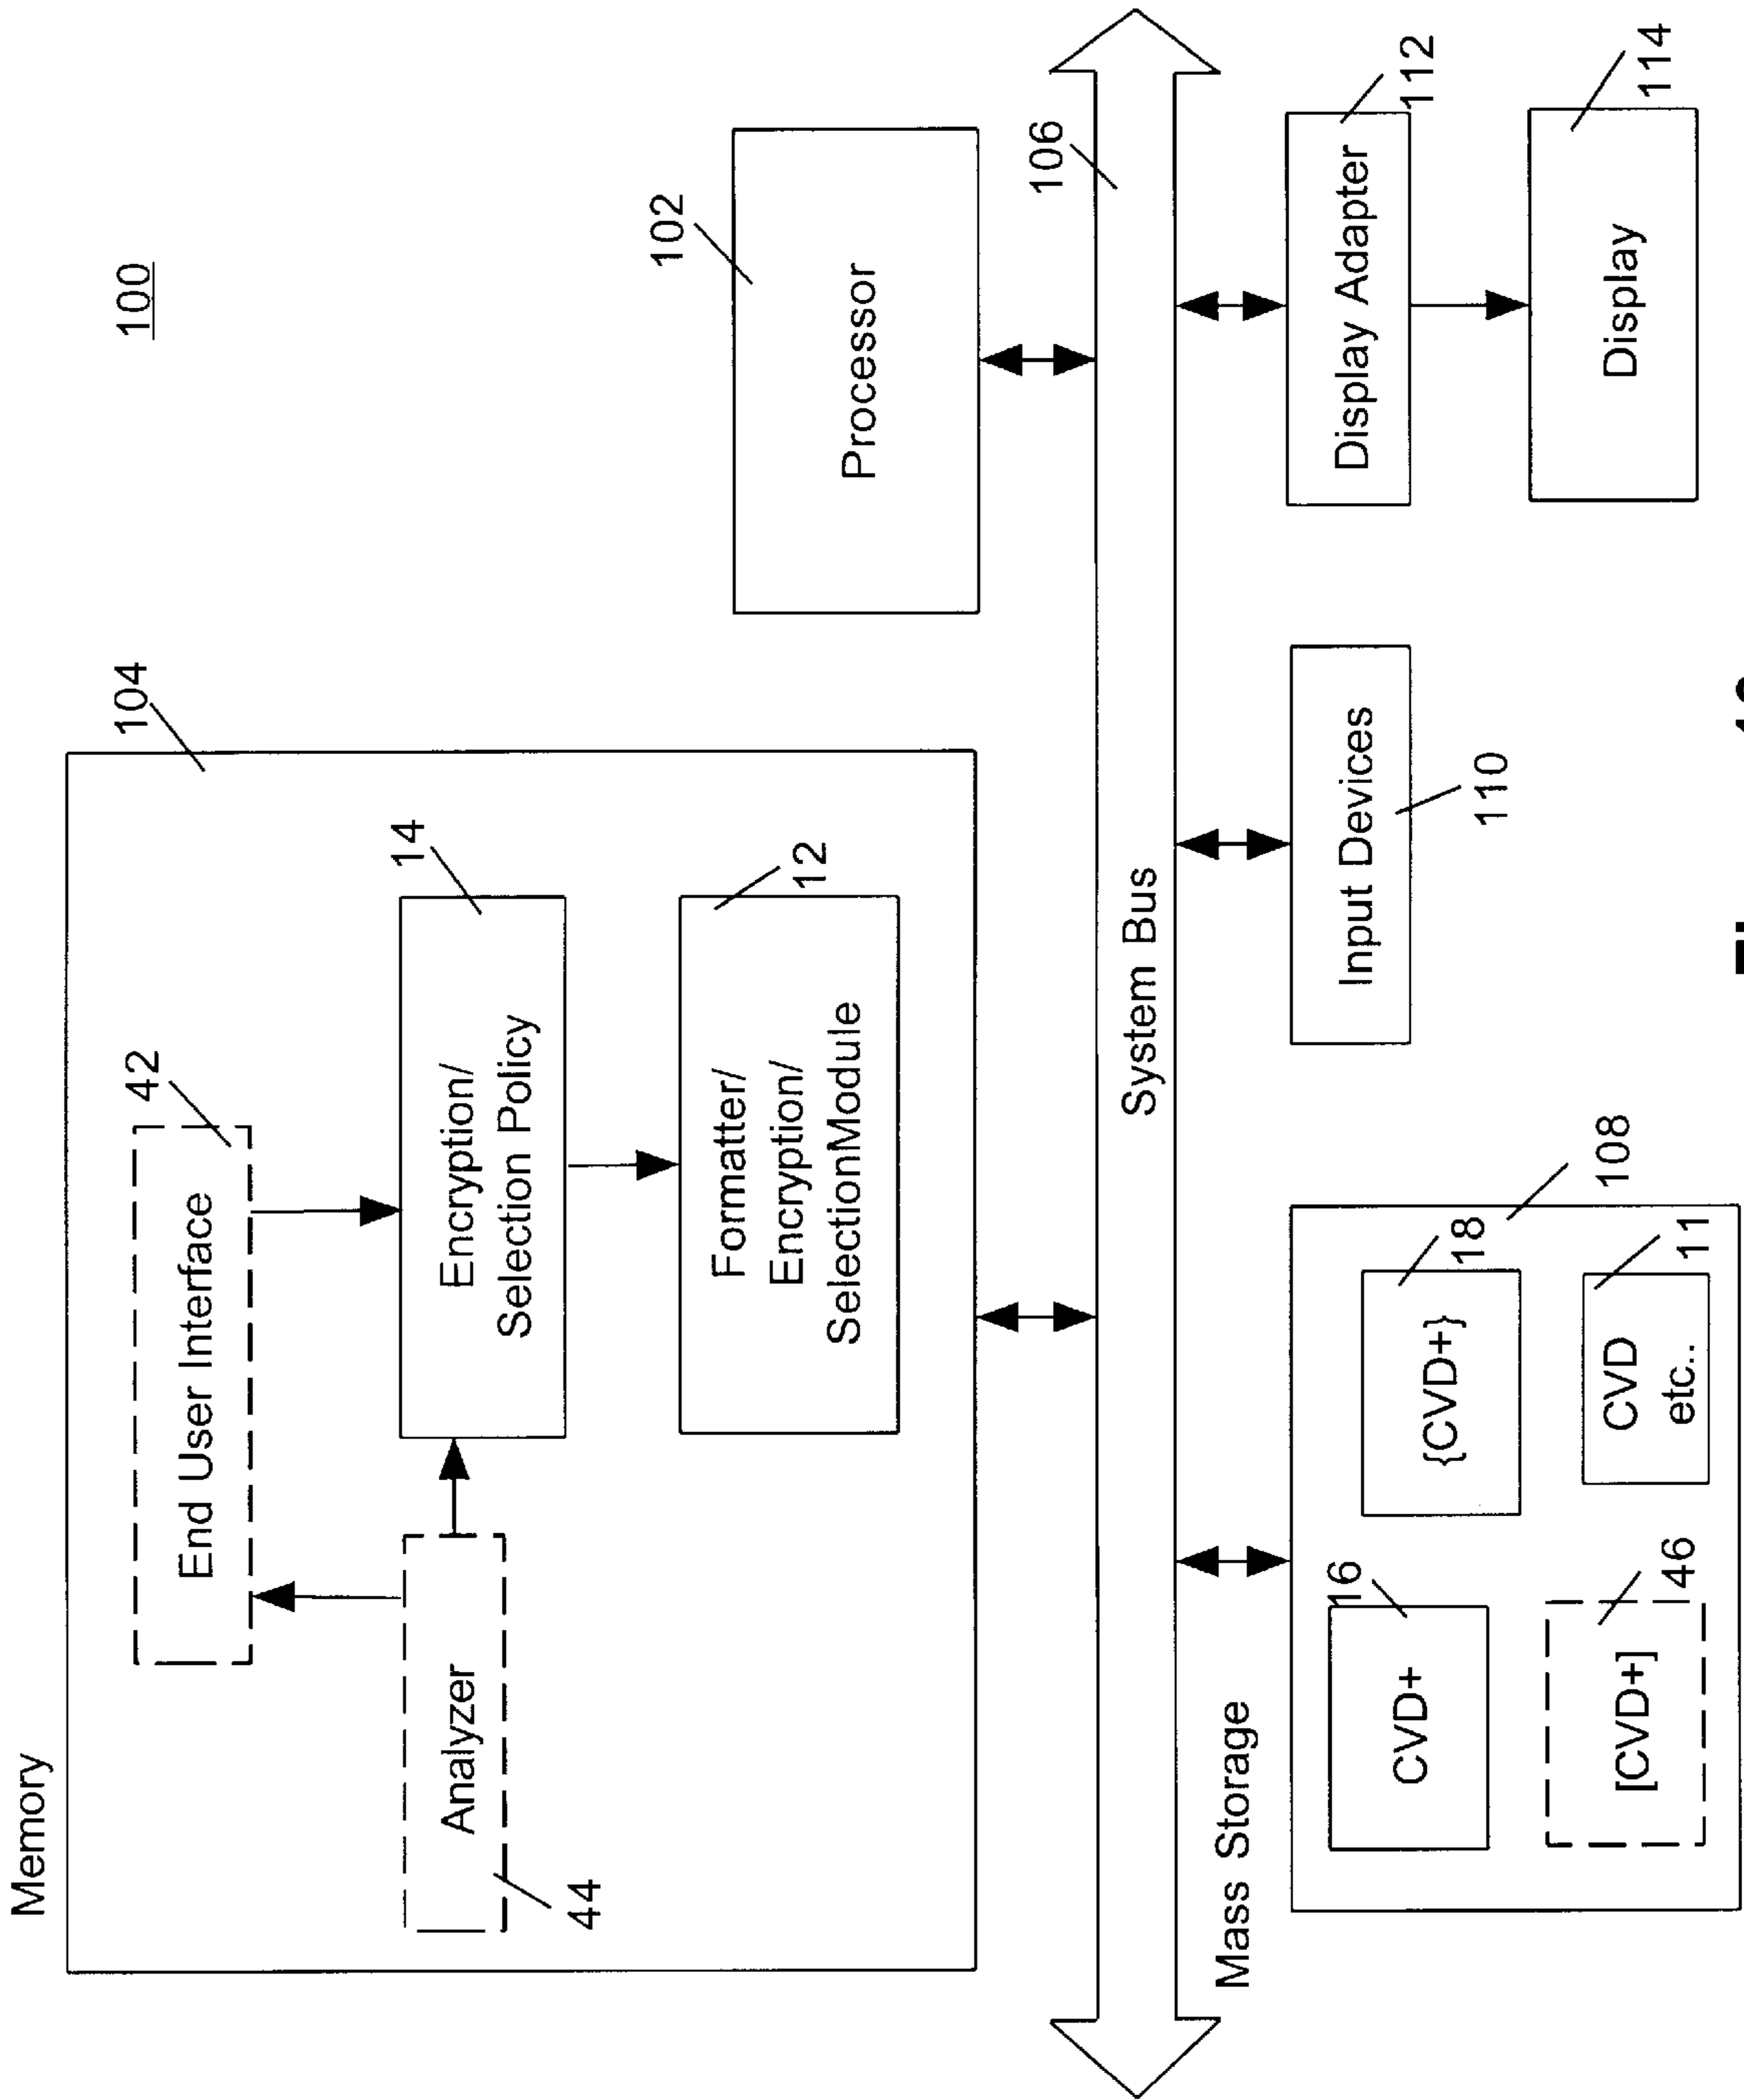 100
Memory
104
End User Interface
42
Analyzer
44
Encryption/
Selection Policy
14
Formatter/
Encryption/
SelectionModule
12
Processor
102
106
System Bus
Mass Storage
108
CVD+
16
{CVD+}
18
[CVD+]
46
CVD
etc..
11
Input Devices
110
Display Adapter
112
Display
114